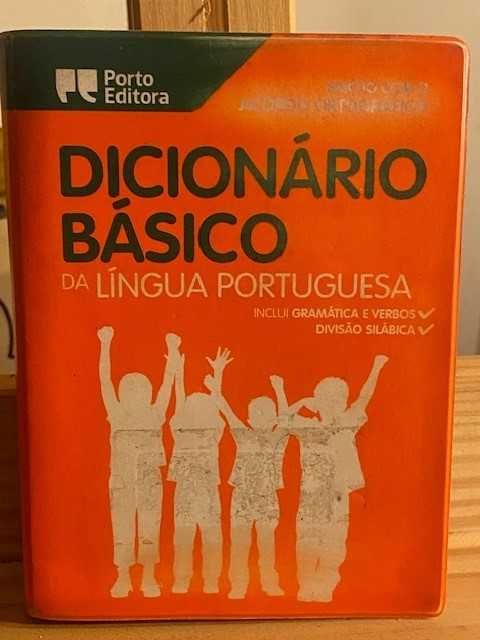 Porto
Editora
DICIONÁRIO
BÁSICO
DA LÍNGUA PORTUGUESA
INCLUI GRAMÁTICA E VERBOS
DIVISÃO SILÁBICA